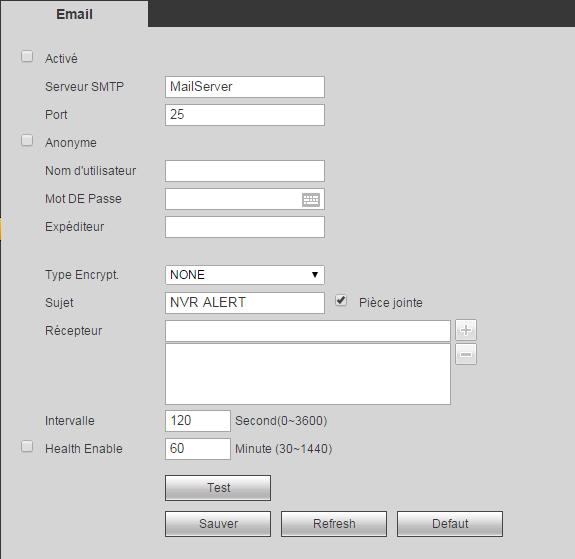 Email
Activé
Serveur SMTP MailServer
Port 25
Anonyme
Nom d'utilisateur
Mot DE Passe
Expéditeur
Type Encrypt. NONE
Sujet NVR ALERT Pièce jointe
Récepteur
Intervalle 120 Second(0~3600)
Health Enable 60 Minute (30~1440)
Test
Sauver Refresh Defaut